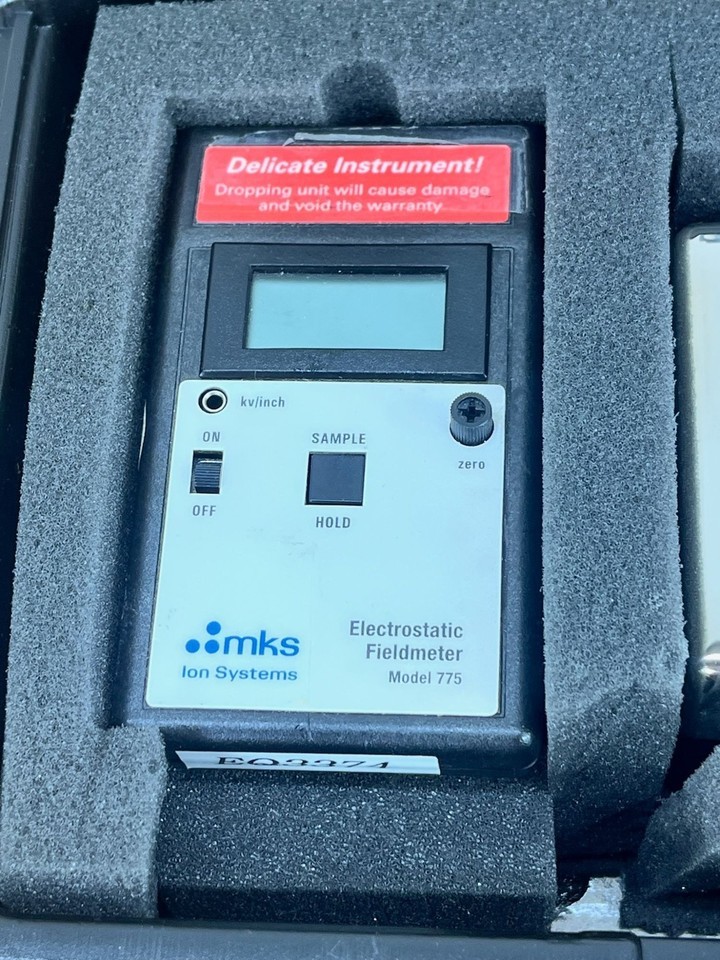 Delicate Instrument!
Dropping unit will cause damage
and void the warranty
kv/inch
ON
OFF
SAMPLE
HOLD
zero
mks
Ion Systems
Electrostatic
Fieldmeter
Model 775
EQ3374